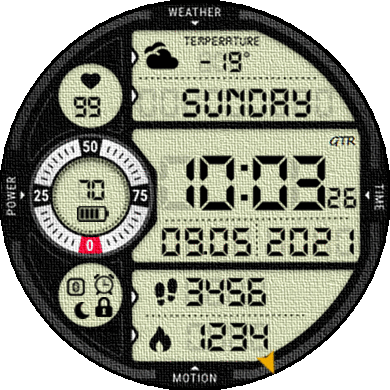 WEATHER
TEMPERATURE
-19°
99
SUNDAY
GTR
10:03 26
POWER
50
25
70
75
0
TIME
09.05 2021
3456
1234
MOTION